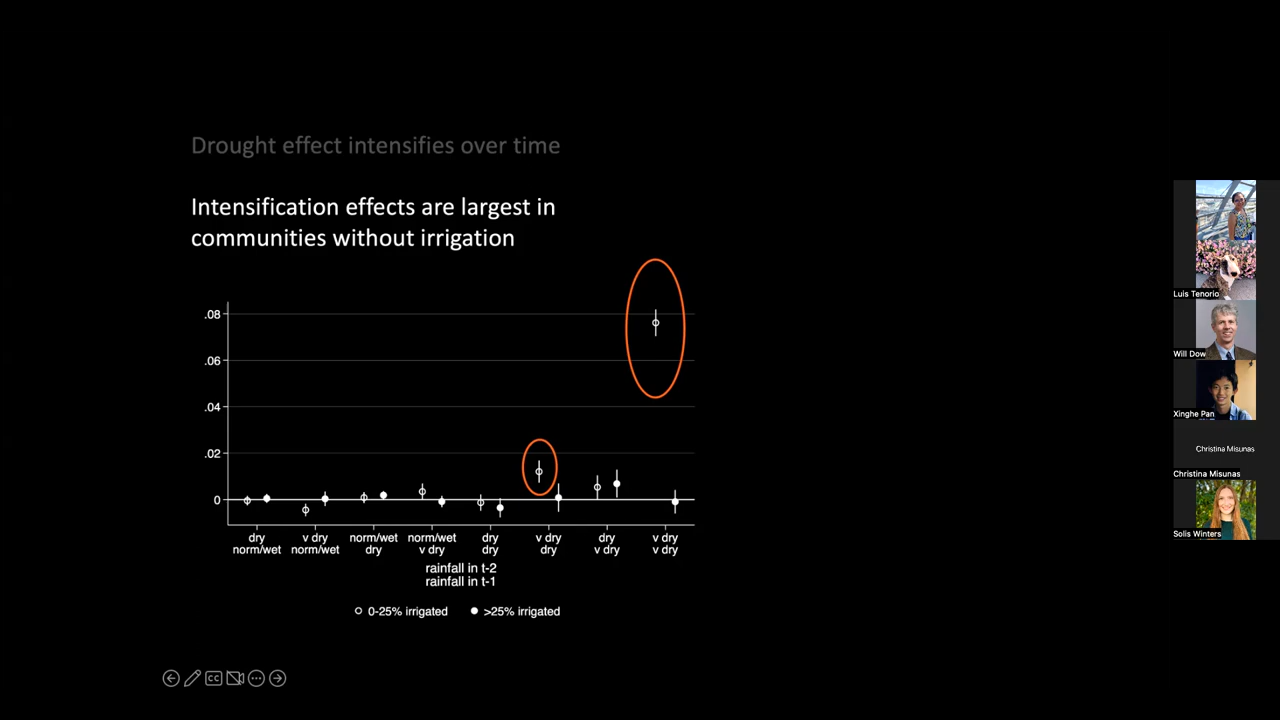 Drought effect intensifies over time
Intensification effects are largest in
communities without irrigation
.08
.06
.04
.02
0
dry
norm/wet
v dry
norm/wet
norm/wet
dry
norm/wet
v dry
dry
dry
v dry
dry
dry
v dry
v dry
v dry
rainfall in t-2
rainfall in t-1
0-25% irrigated
>25% irrigated
CC
Luis Tenorio
Will Dow
Xinghe Pan
Christina Misunas
Christina Misunas
Solis Winters